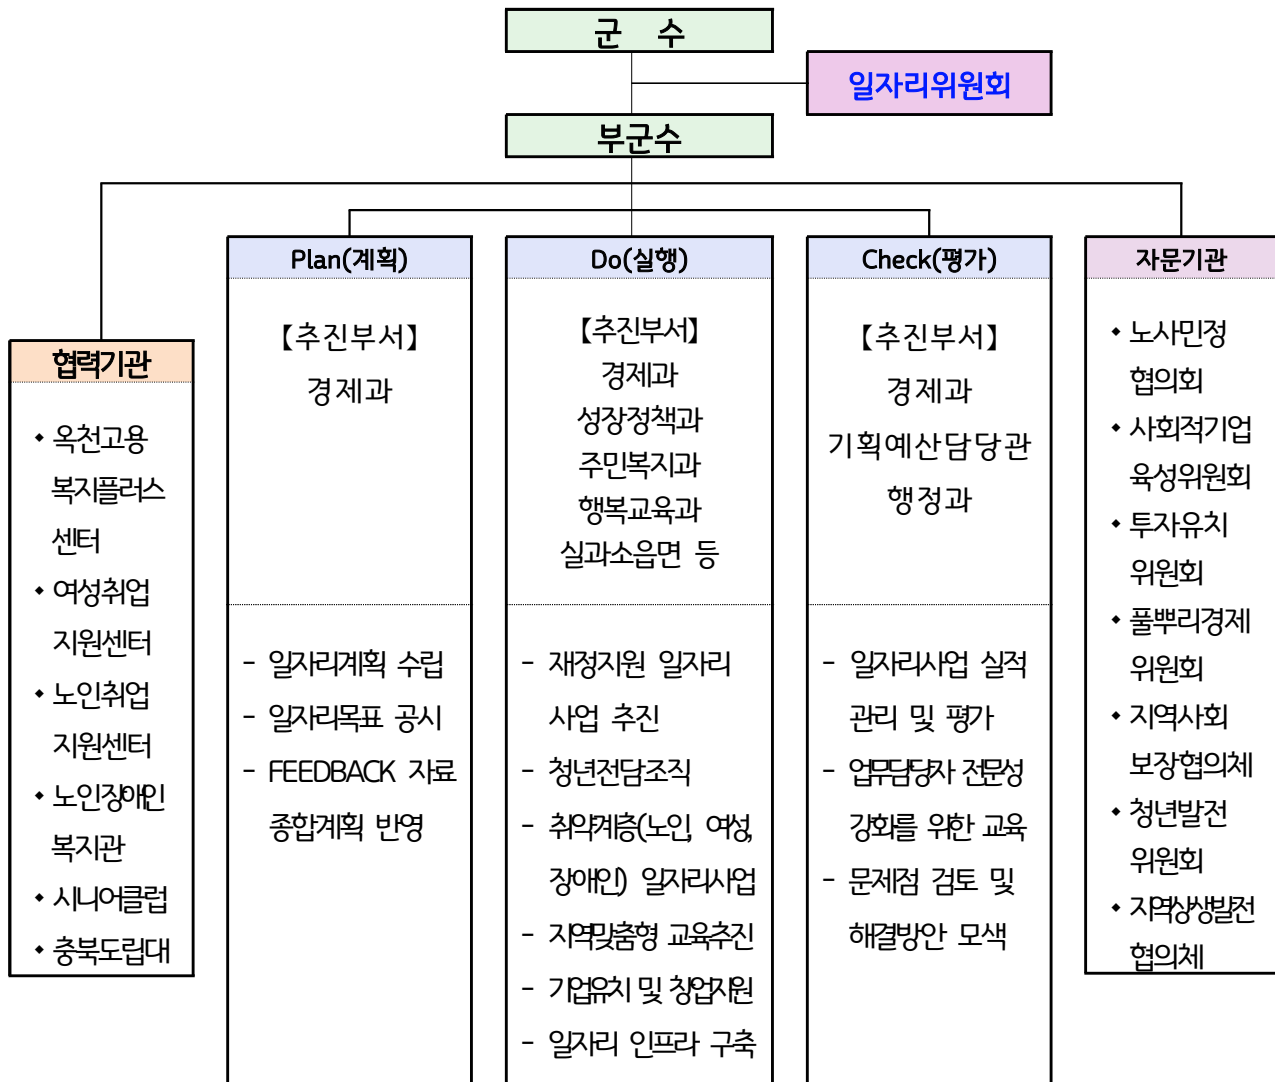 군 수
일자리위원회
부군수
협력기관
◆ 옥천고용
복지플러스
센터
◆ 여성취업
지원센터
◆ 노인취업
지원센터
◆ 노인장애인
복지관
◆ 시니어클럽
◆ 충북도립대
Plan(계획)
【추진부서】
경제과
- 일자리계획 수립
- 일자리목표 공시
- FEEDBACK 자료
종합계획 반영
Do(실행)
【추진부서】
경제과
성장정책과
주민복지과
행복교육과
실과소읍면 등
- 재정지원 일자리
사업 추진
- 청년전담조직
- 취약계층(노인, 여성,
장애인) 일자리사업
- 지역맞춤형 교육추진
- 기업유치 및 창업지원
- 일자리 인프라 구축
Check(평가)
【추진부서】
경제과
기획예산담당관
행정과
- 일자리사업 실적
관리 및 평가
- 업무담당자 전문성
강화를 위한 교육
- 문제점 검토 및
해결방안 모색
자문기관
◆ 노사민정
협의회
◆ 사회적기업
육성위원회
◆ 투자유치
위원회
◆ 풀뿌리경제
위원회
◆ 지역사회
보장협의체
◆ 청년발전
위원회
◆ 지역상생발전
협의체